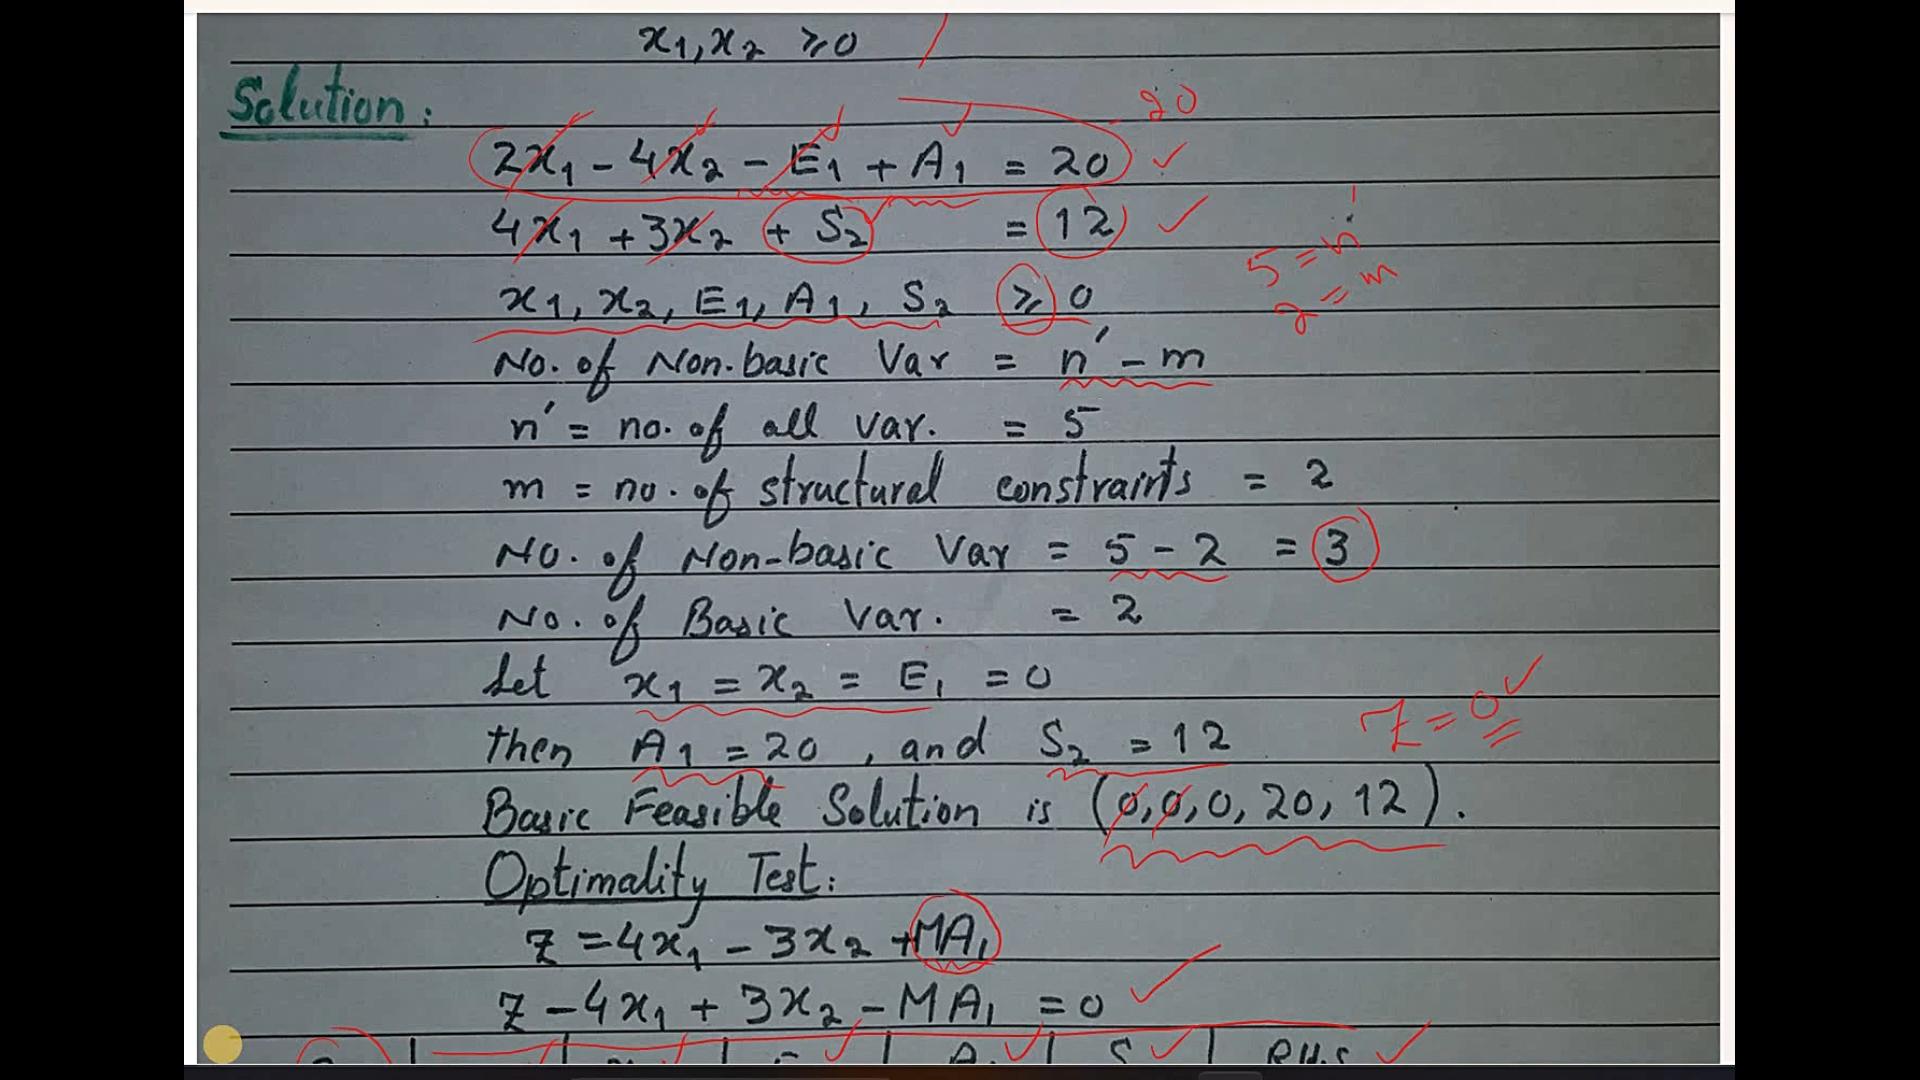 x₁, x₂ ≥ 0
Solution:
20
2x₁ - 4x₂ - E₁ + A₁ = 20
4x₁ + 3x₂ + S₂ = 12
5 = n'
2 = m
x₁, x₂, E₁, A₁, S₂ ≥ 0
No. of Non-basic Var = n' - m
n' = no. of all var. = 5
m = no. of structural constraints = 2
No. of Non-basic Var = 5 - 2 = 3
No. of Basic Var. = 2
Let x₁ = x₂ = E₁ = 0
then A₁ = 20, and S₂ = 12
Z = 0
Basic Feasible Solution is (0, 0, 0, 20, 12).
Optimality Test:
Z = 4x₁ - 3x₂ + MA₁
Z - 4x₁ + 3x₂ - MA₁ = 0